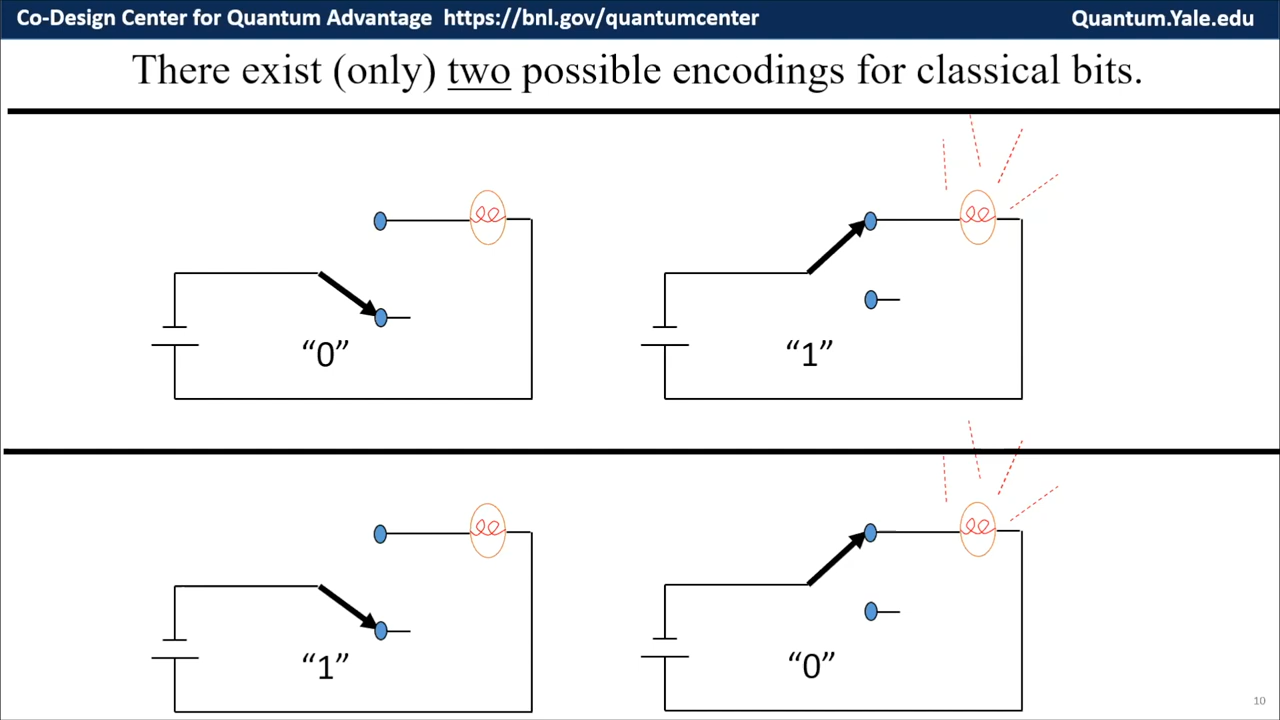 Co-Design Center for Quantum Advantage https://bnl.gov/quantumcenter
Quantum.Yale.edu
There exist (only) two possible encodings for classical bits.
“0”
“1”
“1”
“0”
10